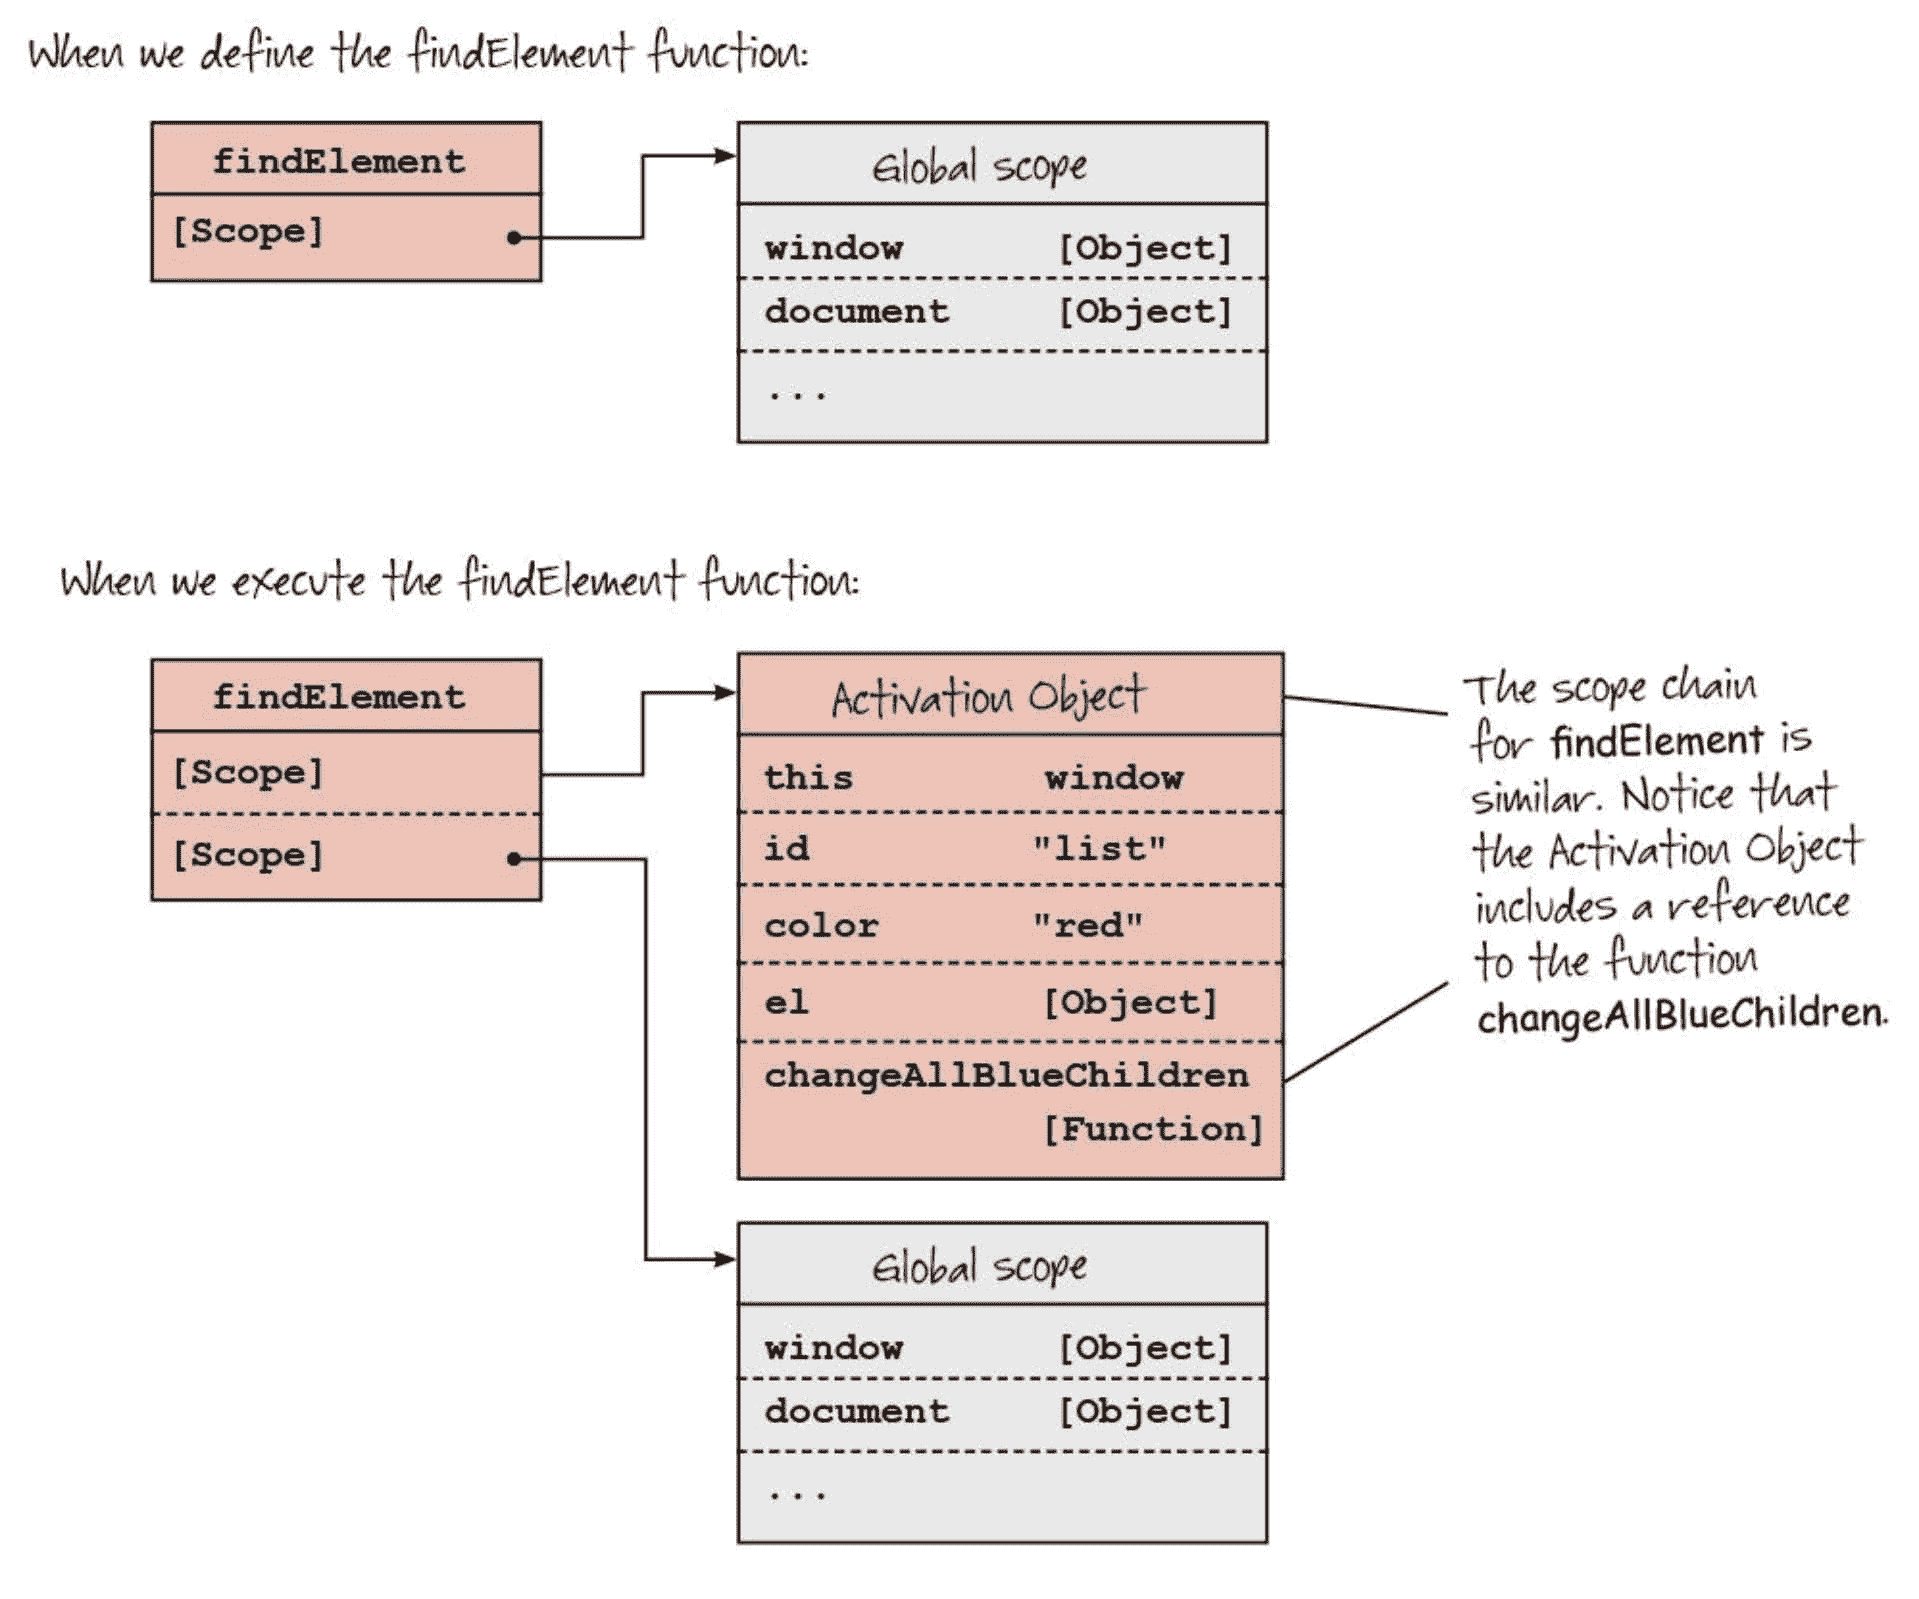 When we define the findElement function:
findElement
[Scope]
Global scope
window [Object]
document [Object]
...
When we execute the findElement function:
findElement
[Scope]
[Scope]
Activation Object
this window
id "list"
color "red"
el [Object]
changeAllBlueChildren
[Function]
The scope chain
for findElement is
similar. Notice that
the Activation Object
includes a reference
to the function
changeAllBlueChildren.
Global scope
window [Object]
document [Object]
...